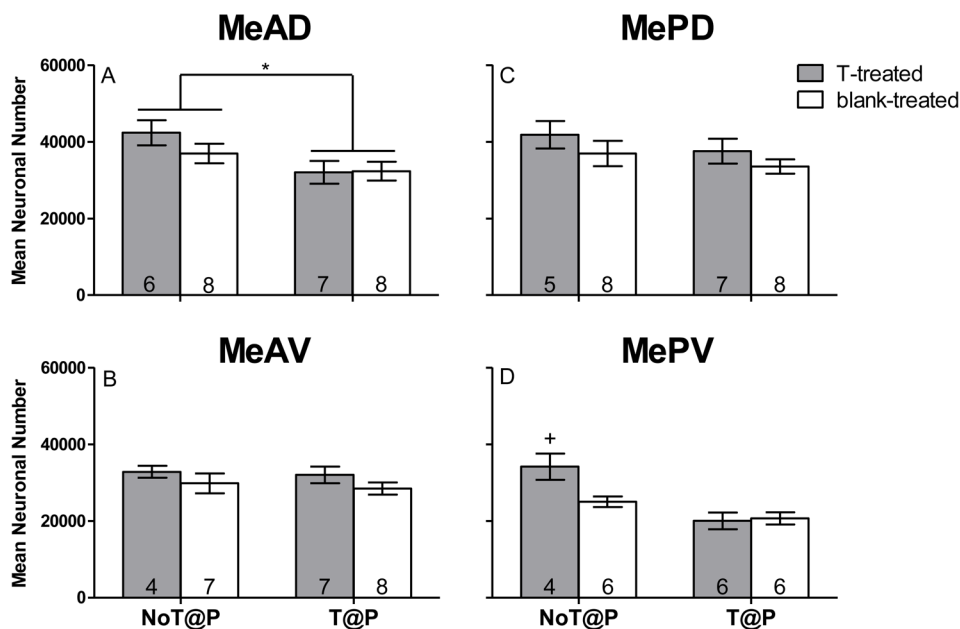 MeAD
MePD
Mean Neuronal Number
60000
40000
20000
0
A
*
6
8
7
8
C
5
8
7
8
T-treated
blank-treated
MeAV
MePV
Mean Neuronal Number
60000
40000
20000
0
B
4
7
7
8
NoT@P
T@P
D
+
4
6
6
6
NoT@P
T@P